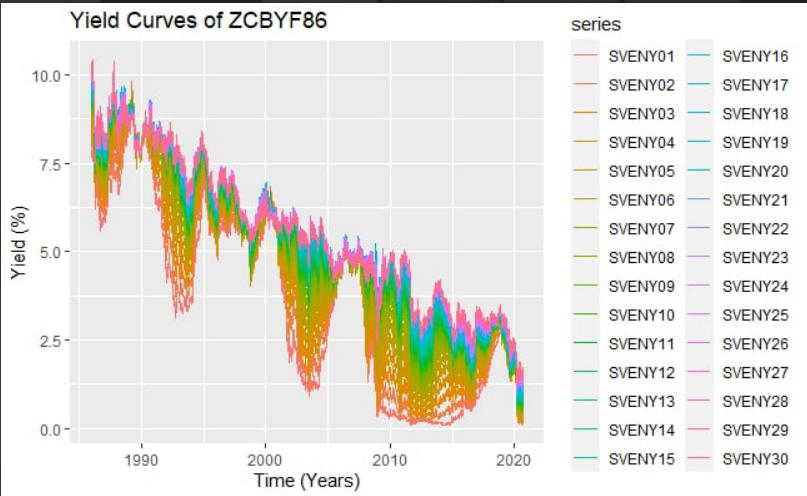 Yield Curves of ZCBYF86
series
10.0
7.5
5.0
2.5
0.0
Yield (%)
1990
2000
2010
2020
Time (Years)
SVENY01
SVENY02
SVENY03
SVENY04
SVENY05
SVENY06
SVENY07
SVENY08
SVENY09
SVENY10
SVENY11
SVENY12
SVENY13
SVENY14
SVENY15
SVENY16
SVENY17
SVENY18
SVENY19
SVENY20
SVENY21
SVENY22
SVENY23
SVENY24
SVENY25
SVENY26
SVENY27
SVENY28
SVENY29
SVENY30